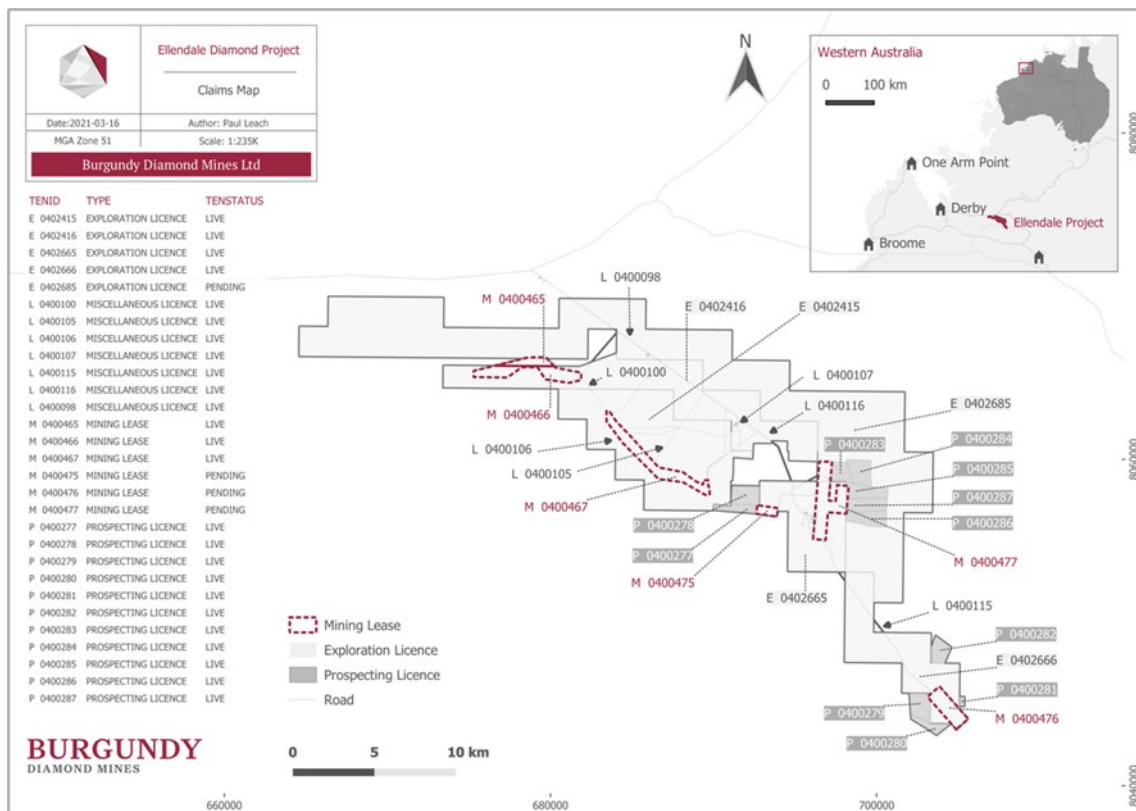 Ellendale Diamond Project
Claims Map
Date:2021-03-16
Author: Paul Leach
MGA Zone 51
Scale: 1:235K
Burgundy Diamond Mines Ltd
N
Western Australia
0 100 km
One Arm Point
Derby
Ellendale Project
Broome
TENID TYPE TENSTATUS
E 0402415 EXPLORATION LICENCE LIVE
E 0402416 EXPLORATION LICENCE LIVE
E 0402665 EXPLORATION LICENCE LIVE
E 0402666 EXPLORATION LICENCE LIVE
E 0402685 EXPLORATION LICENCE PENDING
L 0400100 MISCELLANEOUS LICENCE LIVE
L 0400105 MISCELLANEOUS LICENCE LIVE
L 0400106 MISCELLANEOUS LICENCE LIVE
L 0400107 MISCELLANEOUS LICENCE LIVE
L 0400115 MISCELLANEOUS LICENCE LIVE
L 0400116 MISCELLANEOUS LICENCE LIVE
L 0400098 MISCELLANEOUS LICENCE LIVE
M 0400465 MINING LEASE LIVE
M 0400466 MINING LEASE LIVE
M 0400467 MINING LEASE LIVE
M 0400475 MINING LEASE PENDING
M 0400476 MINING LEASE PENDING
M 0400477 MINING LEASE PENDING
P 0400277 PROSPECTING LICENCE LIVE
P 0400278 PROSPECTING LICENCE LIVE
P 0400279 PROSPECTING LICENCE LIVE
P 0400280 PROSPECTING LICENCE LIVE
P 0400281 PROSPECTING LICENCE LIVE
P 0400282 PROSPECTING LICENCE LIVE
P 0400283 PROSPECTING LICENCE LIVE
P 0400284 PROSPECTING LICENCE LIVE
P 0400285 PROSPECTING LICENCE LIVE
P 0400286 PROSPECTING LICENCE LIVE
P 0400287 PROSPECTING LICENCE LIVE
L 0400098
M 0400465
E 0402416
E 0402415
L 0400100
L 0400107
M 0400466
L 0400116
E 0402685
L 0400106
P 0400283
P 0400284
L 0400105
P 0400285
M 0400467
P 0400287
P 0400278
P 0400286
P 0400277
M 0400477
M 0400475
E 0402665
L 0400115
P 0400282
E 0402666
P 0400281
P 0400279
M 0400476
P 0400280
Mining Lease
Exploration Licence
Prospecting Licence
Road
0 5 10 km
BURGUNDY
DIAMOND MINES
660000 680000 700000
8080000
8060000
8040000